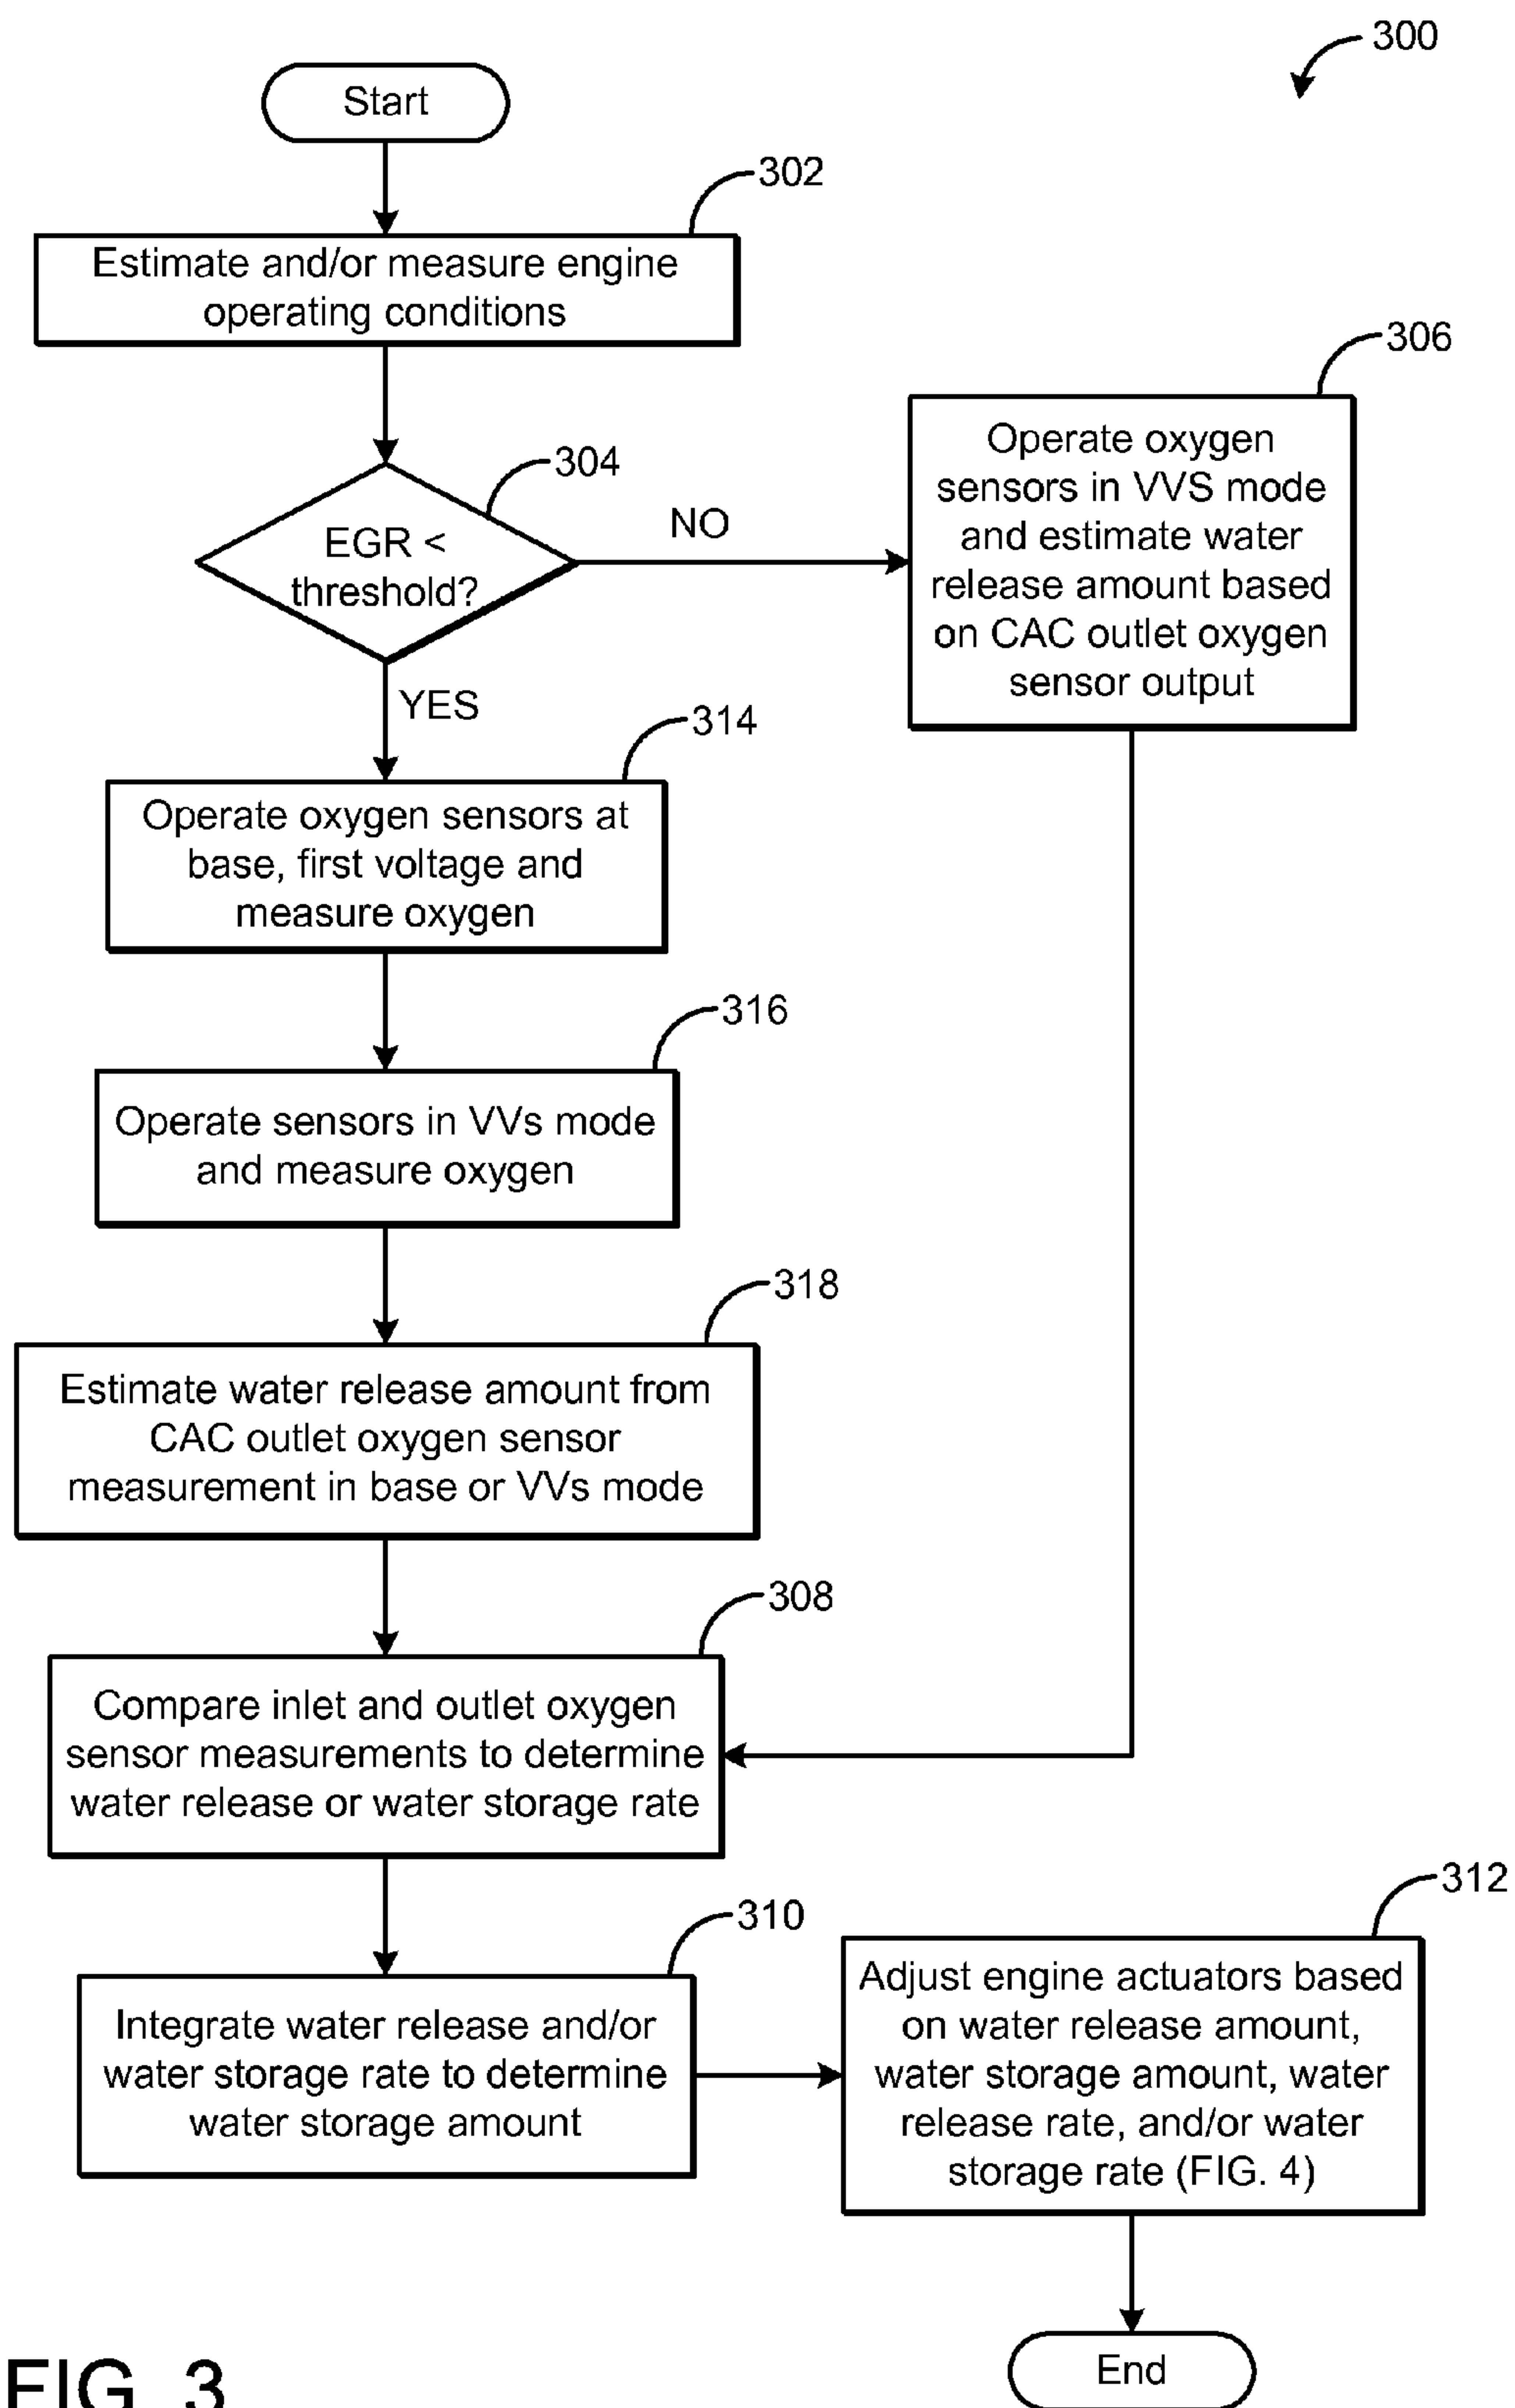 300
Start
302
Estimate and/or measure engine
operating conditions
306
Operate oxygen
sensors in VVS mode
and estimate water
release amount based
on CAC outlet oxygen
sensor output
304
EGR <
threshold?
NO
YES
314
Operate oxygen sensors at
base, first voltage and
measure oxygen
316
Operate sensors in VVs mode
and measure oxygen
318
Estimate water release amount from
CAC outlet oxygen sensor
measurement in base or VVs mode
308
Compare inlet and outlet oxygen
sensor measurements to determine
water release or water storage rate
310
Integrate water release and/or
water storage rate to determine
water storage amount
312
Adjust engine actuators based
on water release amount,
water storage amount, water
release rate, and/or water
storage rate (FIG. 4)
End
FIG. 3